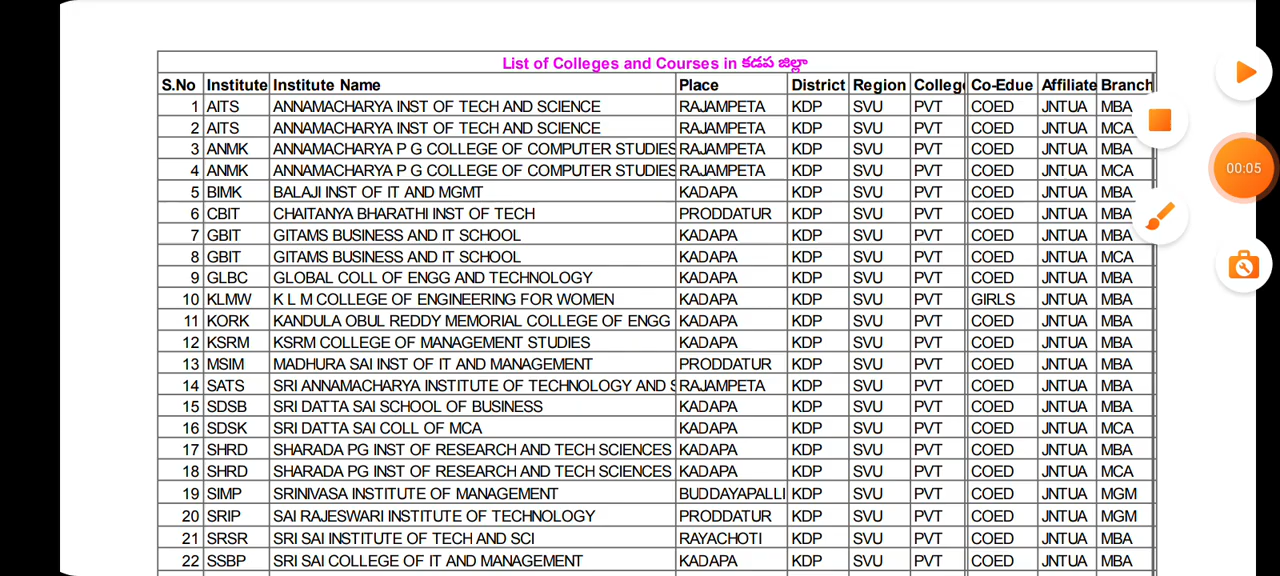 List of Colleges and Courses in కడప జిల్లా
S.No Institute Institute Name Place District Region College Co-Edue Affiliate Branch
1 AITS ANNAMACHARYA INST OF TECH AND SCIENCE RAJAMPETA KDP SVU PVT COED JNTUA MBA
2 AITS ANNAMACHARYA INST OF TECH AND SCIENCE RAJAMPETA KDP SVU PVT COED JNTUA MCA
3 ANMK ANNAMACHARYA P G COLLEGE OF COMPUTER STUDIES RAJAMPETA KDP SVU PVT COED JNTUA MBA
4 ANMK ANNAMACHARYA P G COLLEGE OF COMPUTER STUDIES RAJAMPETA KDP SVU PVT COED JNTUA MCA
5 BIMK BALAJI INST OF IT AND MGMT KADAPA KDP SVU PVT COED JNTUA MBA
6 CBIT CHAITANYA BHARATHI INST OF TECH PRODDATUR KDP SVU PVT COED JNTUA MBA
7 GBIT GITAMS BUSINESS AND IT SCHOOL KADAPA KDP SVU PVT COED JNTUA MBA
8 GBIT GITAMS BUSINESS AND IT SCHOOL KADAPA KDP SVU PVT COED JNTUA MCA
9 GLBC GLOBAL COLL OF ENGG AND TECHNOLOGY KADAPA KDP SVU PVT COED JNTUA MBA
10 KLMW K L M COLLEGE OF ENGINEERING FOR WOMEN KADAPA KDP SVU PVT GIRLS JNTUA MBA
11 KORK KANDULA OBUL REDDY MEMORIAL COLLEGE OF ENGG KADAPA KDP SVU PVT COED JNTUA MBA
12 KSRM KSRM COLLEGE OF MANAGEMENT STUDIES KADAPA KDP SVU PVT COED JNTUA MBA
13 MSIM MADHURA SAI INST OF IT AND MANAGEMENT PRODDATUR KDP SVU PVT COED JNTUA MBA
14 SATS SRI ANNAMACHARYA INSTITUTE OF TECHNOLOGY AND S RAJAMPETA KDP SVU PVT COED JNTUA MBA
15 SDSB SRI DATTA SAI SCHOOL OF BUSINESS KADAPA KDP SVU PVT COED JNTUA MBA
16 SDSK SRI DATTA SAI COLL OF MCA KADAPA KDP SVU PVT COED JNTUA MCA
17 SHRD SHARADA PG INST OF RESEARCH AND TECH SCIENCES KADAPA KDP SVU PVT COED JNTUA MBA
18 SHRD SHARADA PG INST OF RESEARCH AND TECH SCIENCES KADAPA KDP SVU PVT COED JNTUA MCA
19 SIMP SRINIVASA INSTITUTE OF MANAGEMENT BUDDAYAPALLI KDP SVU PVT COED JNTUA MGM
20 SRIP SAI RAJESWARI INSTITUTE OF TECHNOLOGY PRODDATUR KDP SVU PVT COED JNTUA MGM
21 SRSR SRI SAI INSTITUTE OF TECH AND SCI RAYACHOTI KDP SVU PVT COED JNTUA MBA
22 SSBP SRI SAI COLLEGE OF IT AND MANAGEMENT KADAPA KDP SVU PVT COED JNTUA MBA
00:05